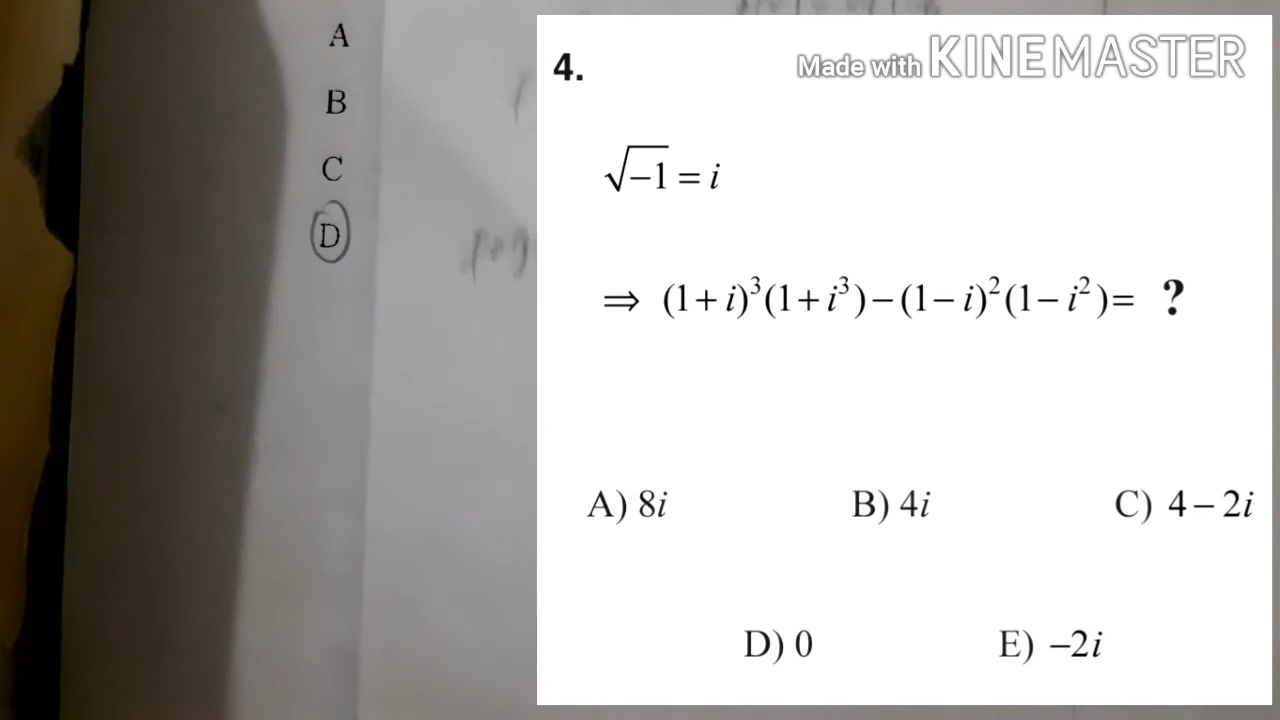 A
B
C
D
Made with KINEMASTER
4.
√-1 = i
⇒ (1+i)³(1+i³)−(1−i)²(1−i²)= ?
A) 8i
B) 4i
C) 4−2i
D) 0
E) −2i